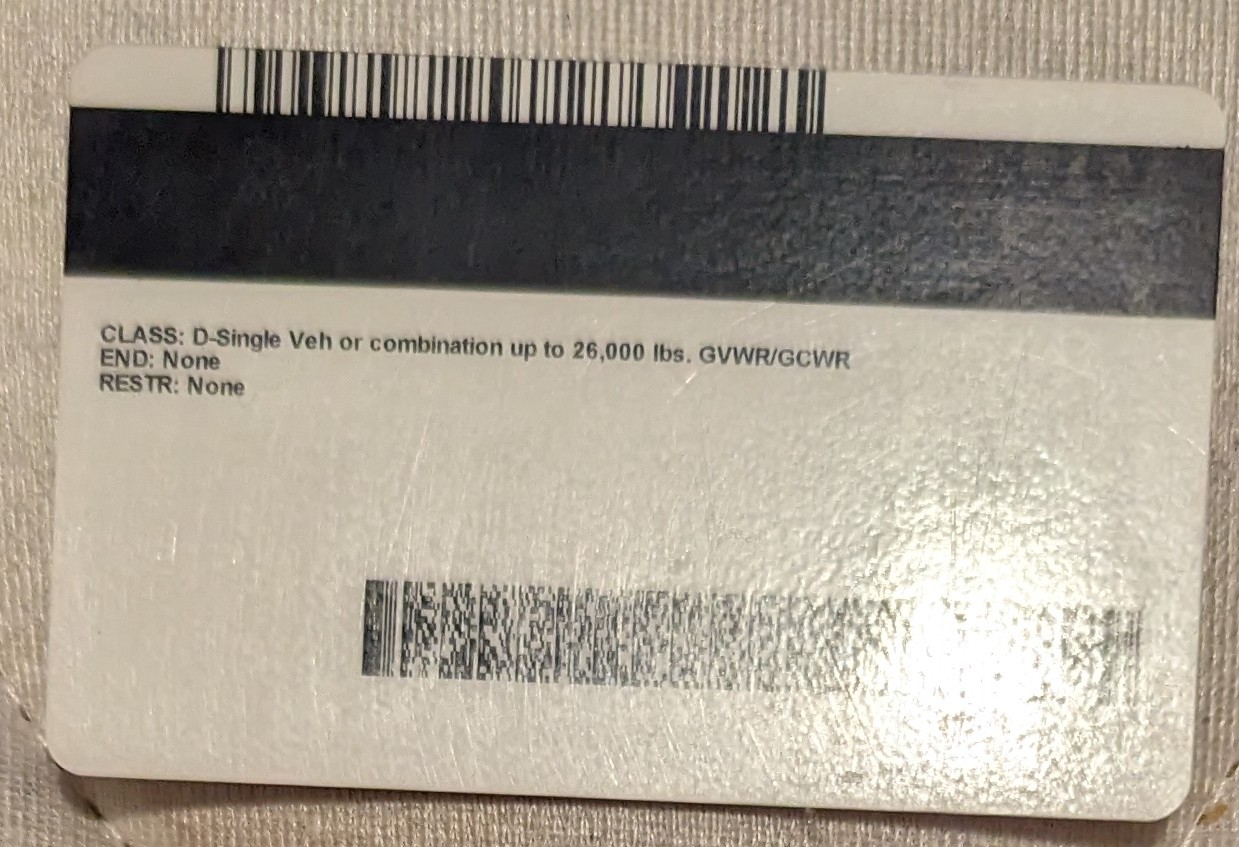 CLASS: D-Single Veh or combination up to 26,000 lbs. GVWR/GCWR
END: None
RESTR: None